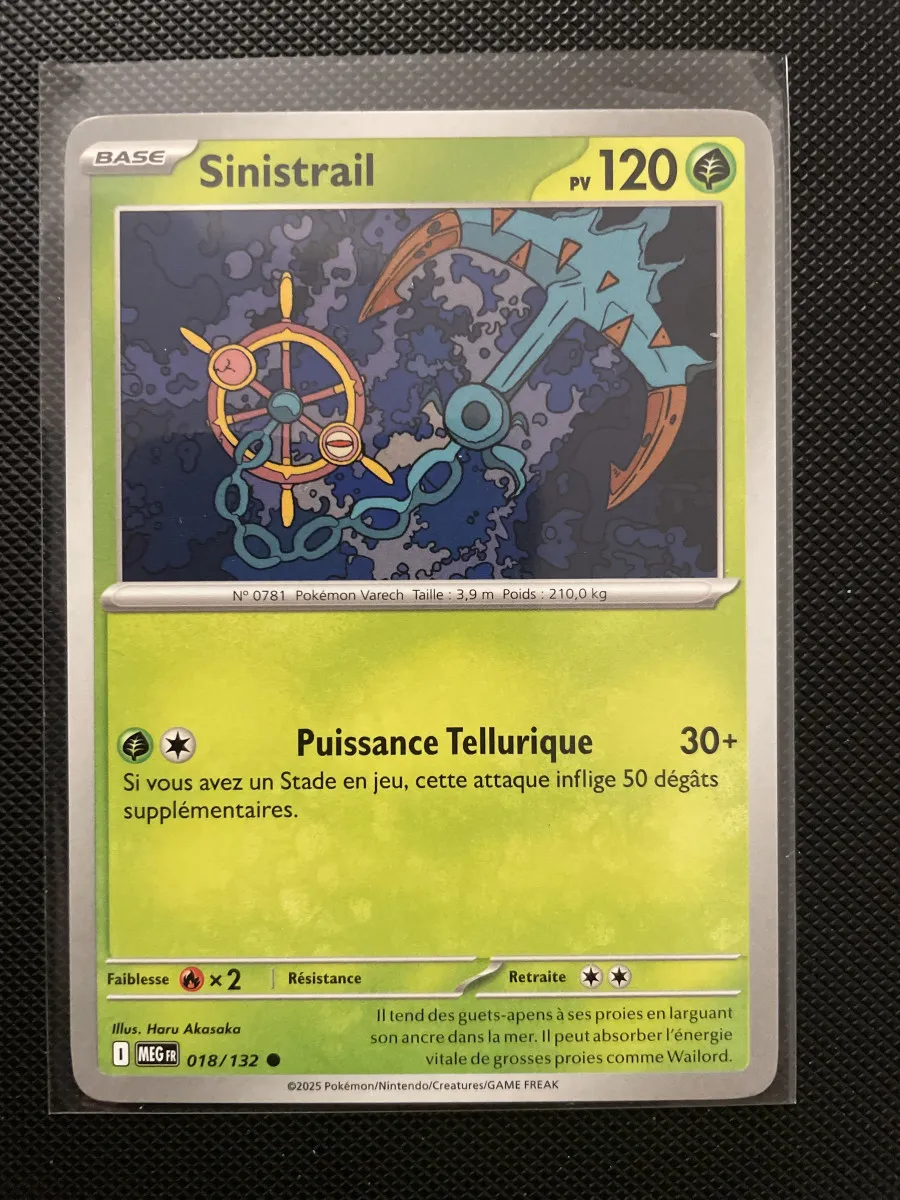 BASE Sinistrail PV 120
N° 0781 Pokémon Varech Taille : 3,9 m Poids : 210,0 kg
Puissance Tellurique 30+
Si vous avez un Stade en jeu, cette attaque inflige 50 dégâts
supplémentaires.
Faiblesse ×2 Résistance Retraite
Illus. Haru Akasaka
I MEG FR 018/132
Il tend des guets-apens à ses proies en larguant
son ancre dans la mer. Il peut absorber l'énergie
vitale de grosses proies comme Wailord.
©2025 Pokémon/Nintendo/Creatures/GAME FREAK